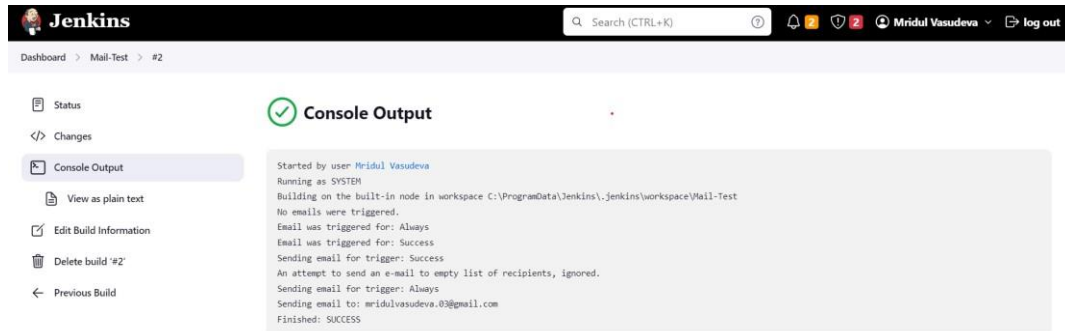 Jenkins
Search (CTRL+K)
2
2
Mridul Vasudeva
log out
Dashboard > Mail-Test > #2
Status
Changes
Console Output
View as plain text
Edit Build Information
Delete build '#2'
Previous Build
Console Output
Started by user Mridul Vasudeva
Running as SYSTEM
Building on the built-in node in workspace C:\ProgramData\Jenkins\.jenkins\workspace\Mail-Test
No emails were triggered.
Email was triggered for: Always
Email was triggered for: Success
Sending email for trigger: Success
An attempt to send an e-mail to empty list of recipients, ignored.
Sending email for trigger: Always
Sending email to: mridulvasudeva.03@gmail.com
Finished: SUCCESS